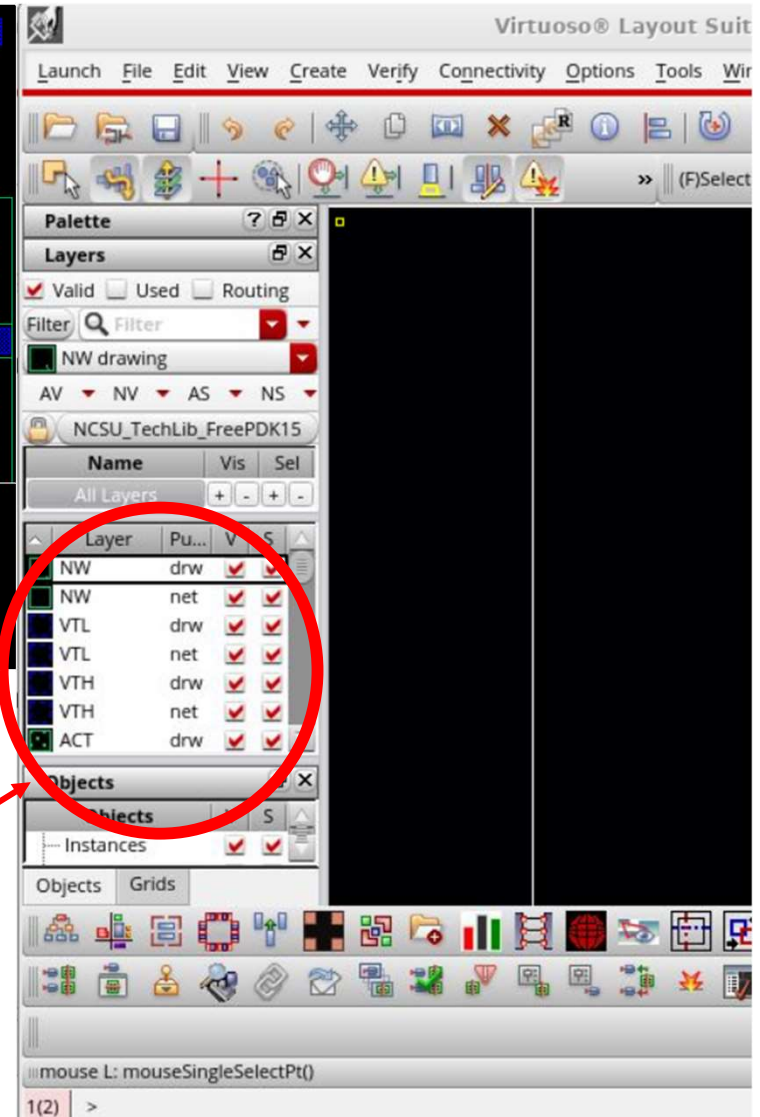 Virtuoso® Layout Suit
Launch File Edit View Create Verify Connectivity Options Tools
R
» (F)Select
Palette ?
Layers
Valid Used Routing
Filter Filter
NW drawing
AV NV AS NS
NCSU_TechLib_FreePDK15
Name Vis Sel
All Layers + - + -
Layer Pu... V S
NW drw
NW net
VTL drw
VTL net
VTH drw
VTH net
ACT drw
Objects
Objects S
Instances
Objects Grids
mouse L: mouseSingleSelectPt()
1(2) >